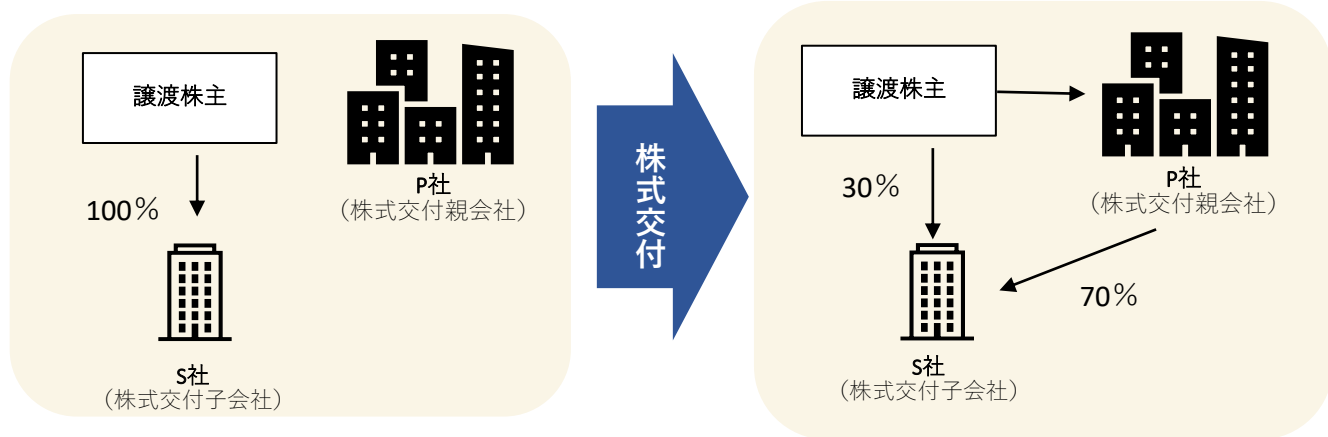 譲渡株主
P社
（株式交付親会社）
100％
S社
（株式交付子会社）
株式交付
譲渡株主
P社
（株式交付親会社）
30％
70％
S社
（株式交付子会社）